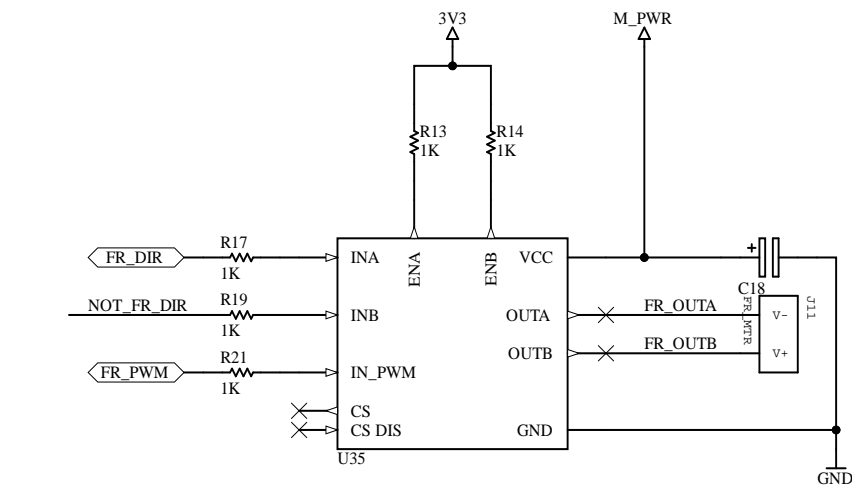 3V3
M_PWR
R13
1K
R14
1K
FR_DIR
R17
1K
INA
ENA
ENB
VCC
+
C18
NOT_FR_DIR
R19
1K
INB
OUTA
FR_OUTA
FR_MTR
V-
J11
FR_PWM
R21
1K
IN_PWM
OUTB
FR_OUTB
V+
CS
CS DIS
GND
U35
GND